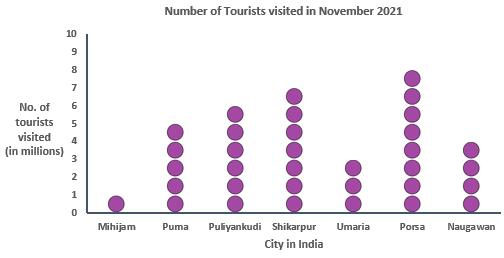 Number of Tourists visited in November 2021
10
9
8
7
6
5
4
3
2
1
0
No. of
tourists
visited
(in millions)
Mihijam Puma Puliyankudi Shikarpur Umaria Porsa Naugawan
City in India